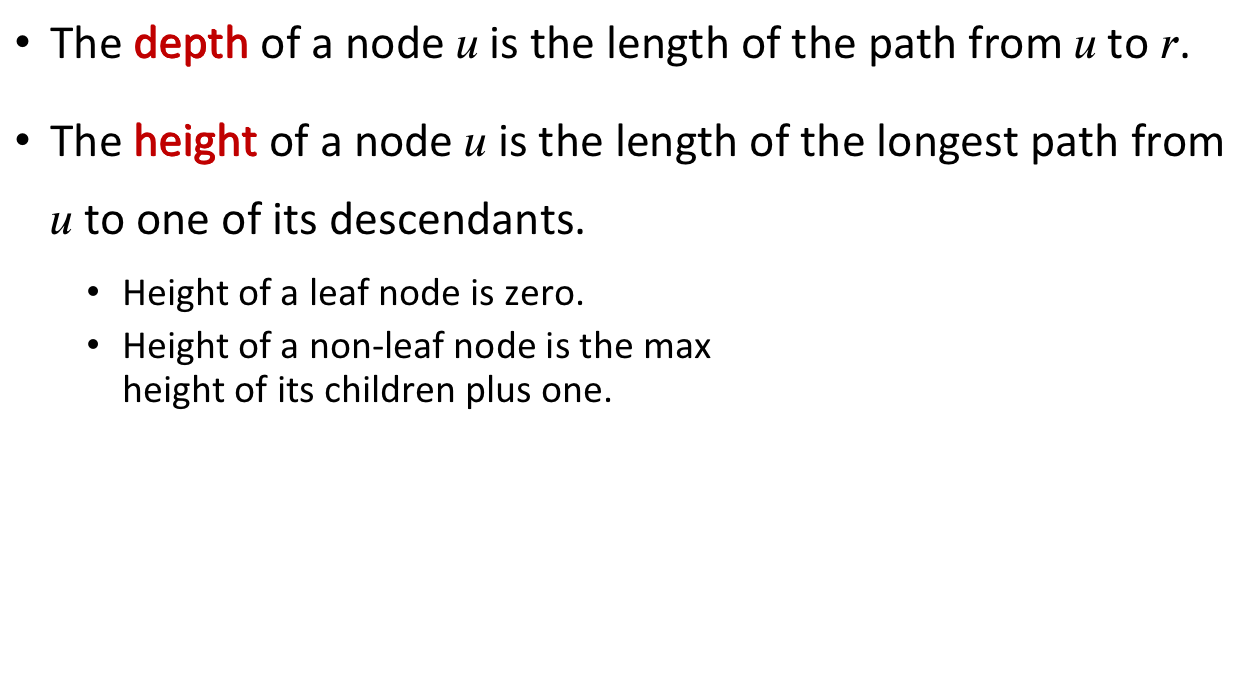 • The depth of a node u is the length of the path from u to r.
• The height of a node u is the length of the longest path from
u to one of its descendants.
• Height of a leaf node is zero.
• Height of a non-leaf node is the max
height of its children plus one.